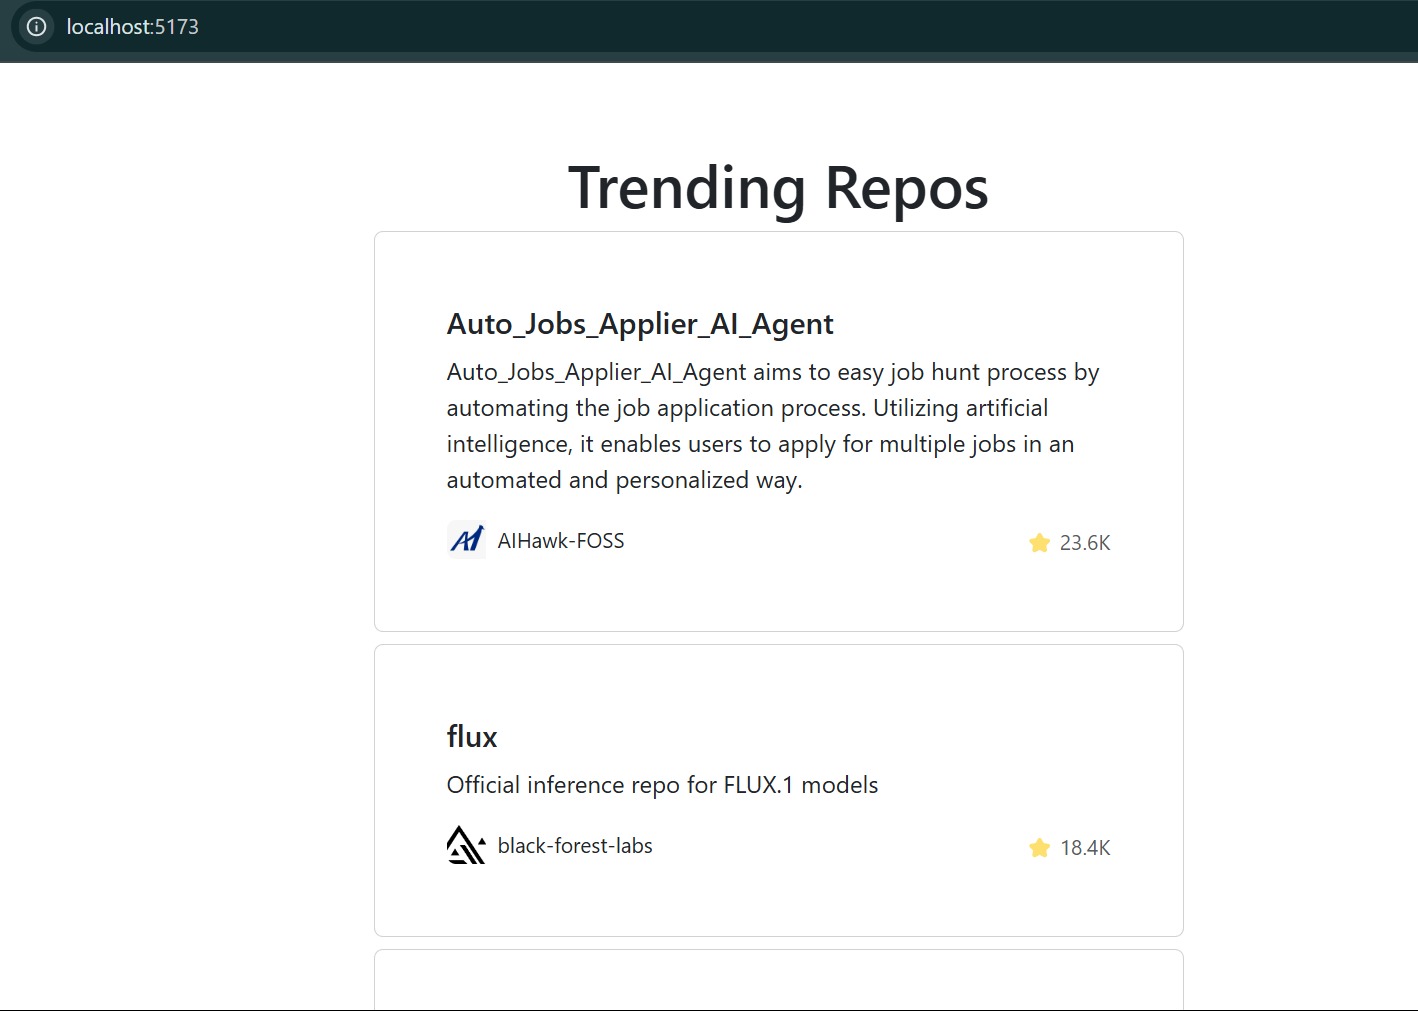 localhost:5173
Trending Repos
Auto_Jobs_Applier_AI_Agent
Auto_Jobs_Applier_AI_Agent aims to easy job hunt process by
automating the job application process. Utilizing artificial
intelligence, it enables users to apply for multiple jobs in an
automated and personalized way.
AI AIHawk-FOSS 23.6K
flux
Official inference repo for FLUX.1 models
black-forest-labs 18.4K